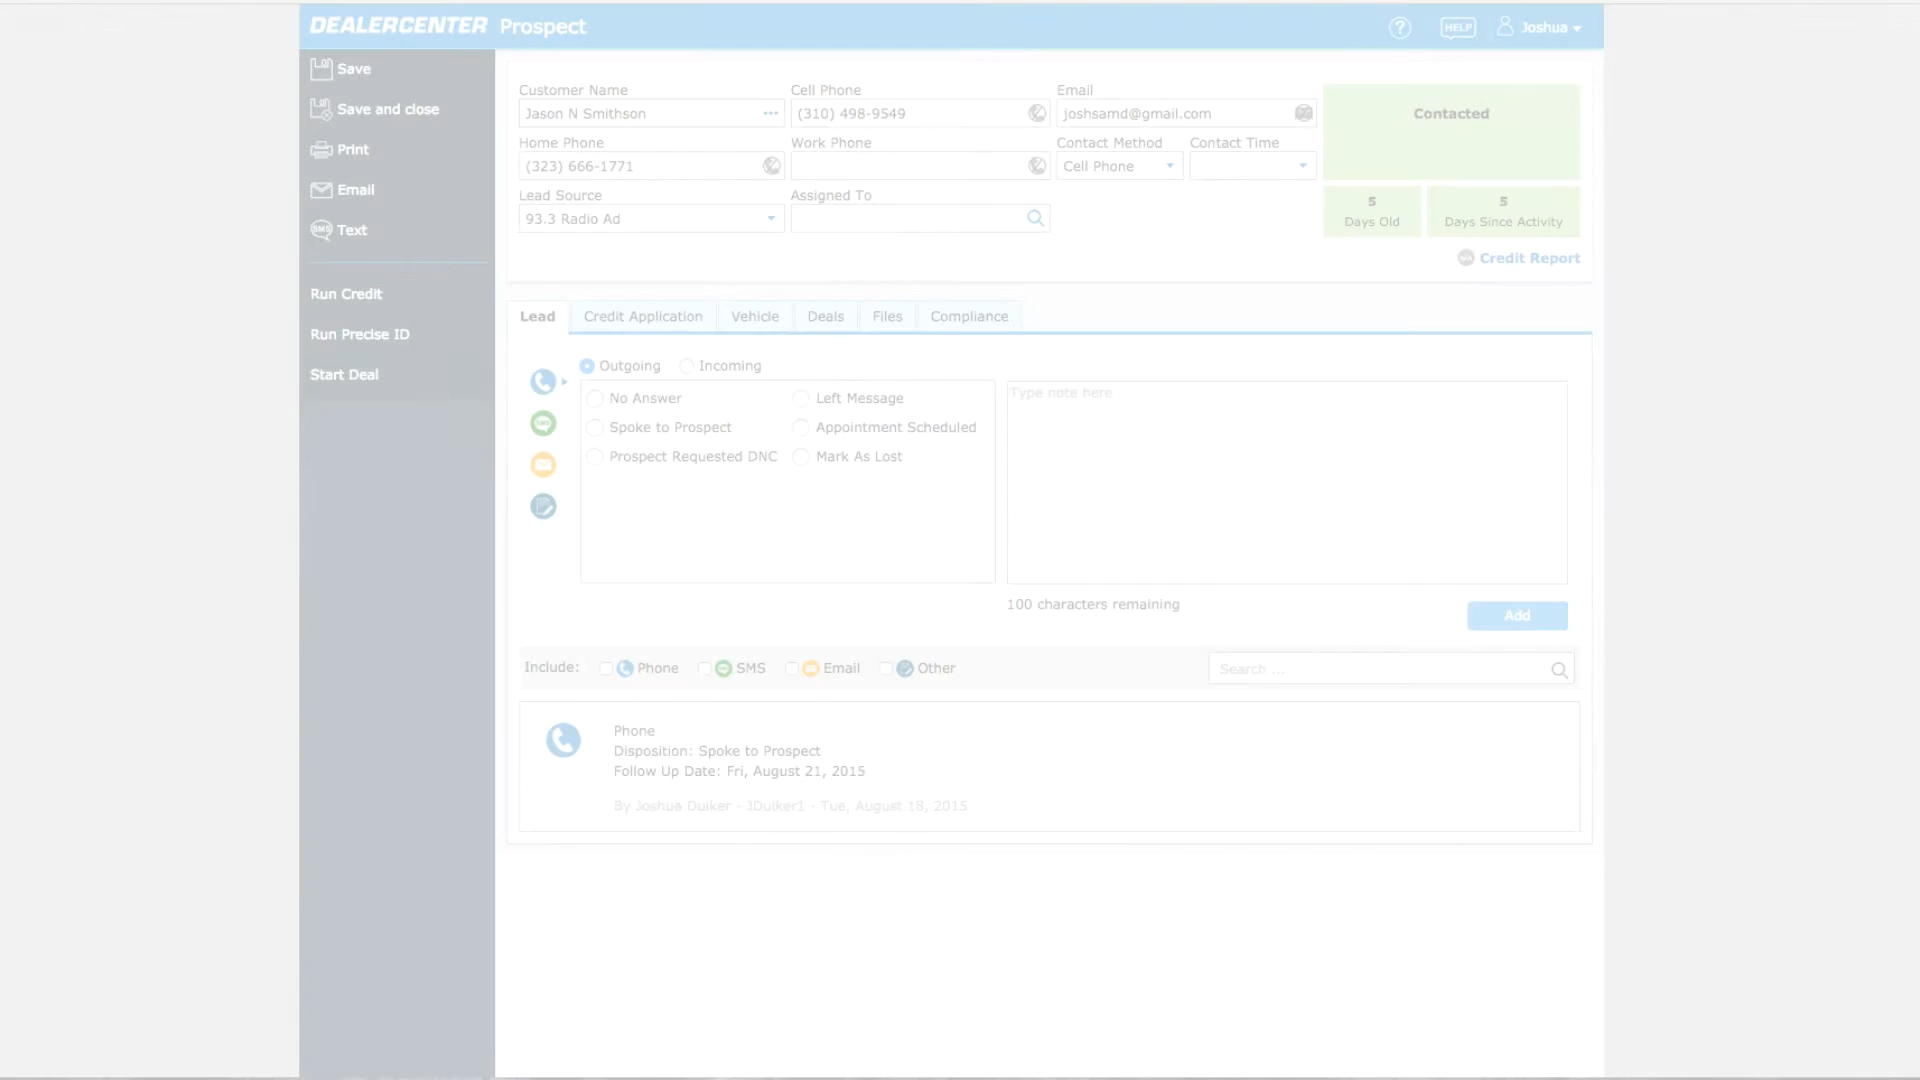 DEALERCENTER Prospect
? HELP Joshua
Save
Save and close
Print
Email
SMS Text
Run Credit
Run Precise ID
Start Deal
Customer Name Cell Phone Email
Jason N Smithson ••• (310) 498-9549 joshsamd@gmail.com
Contacted
Home Phone Work Phone Contact Method Contact Time
(323) 666-1771 Cell Phone
Lead Source Assigned To
93.3 Radio Ad
5 5
Days Old Days Since Activity
Credit Report
Lead Credit Application Vehicle Deals Files Compliance
Outgoing Incoming
No Answer Left Message
Spoke to Prospect Appointment Scheduled
Prospect Requested DNC Mark As Lost
SMS
Type note here
100 characters remaining
Add
Include: Phone SMS Email Other
Search ...
Phone
Disposition: Spoke to Prospect
Follow Up Date: Fri, August 21, 2015
By Joshua Duiker - JDuiker1 - Tue, August 18, 2015